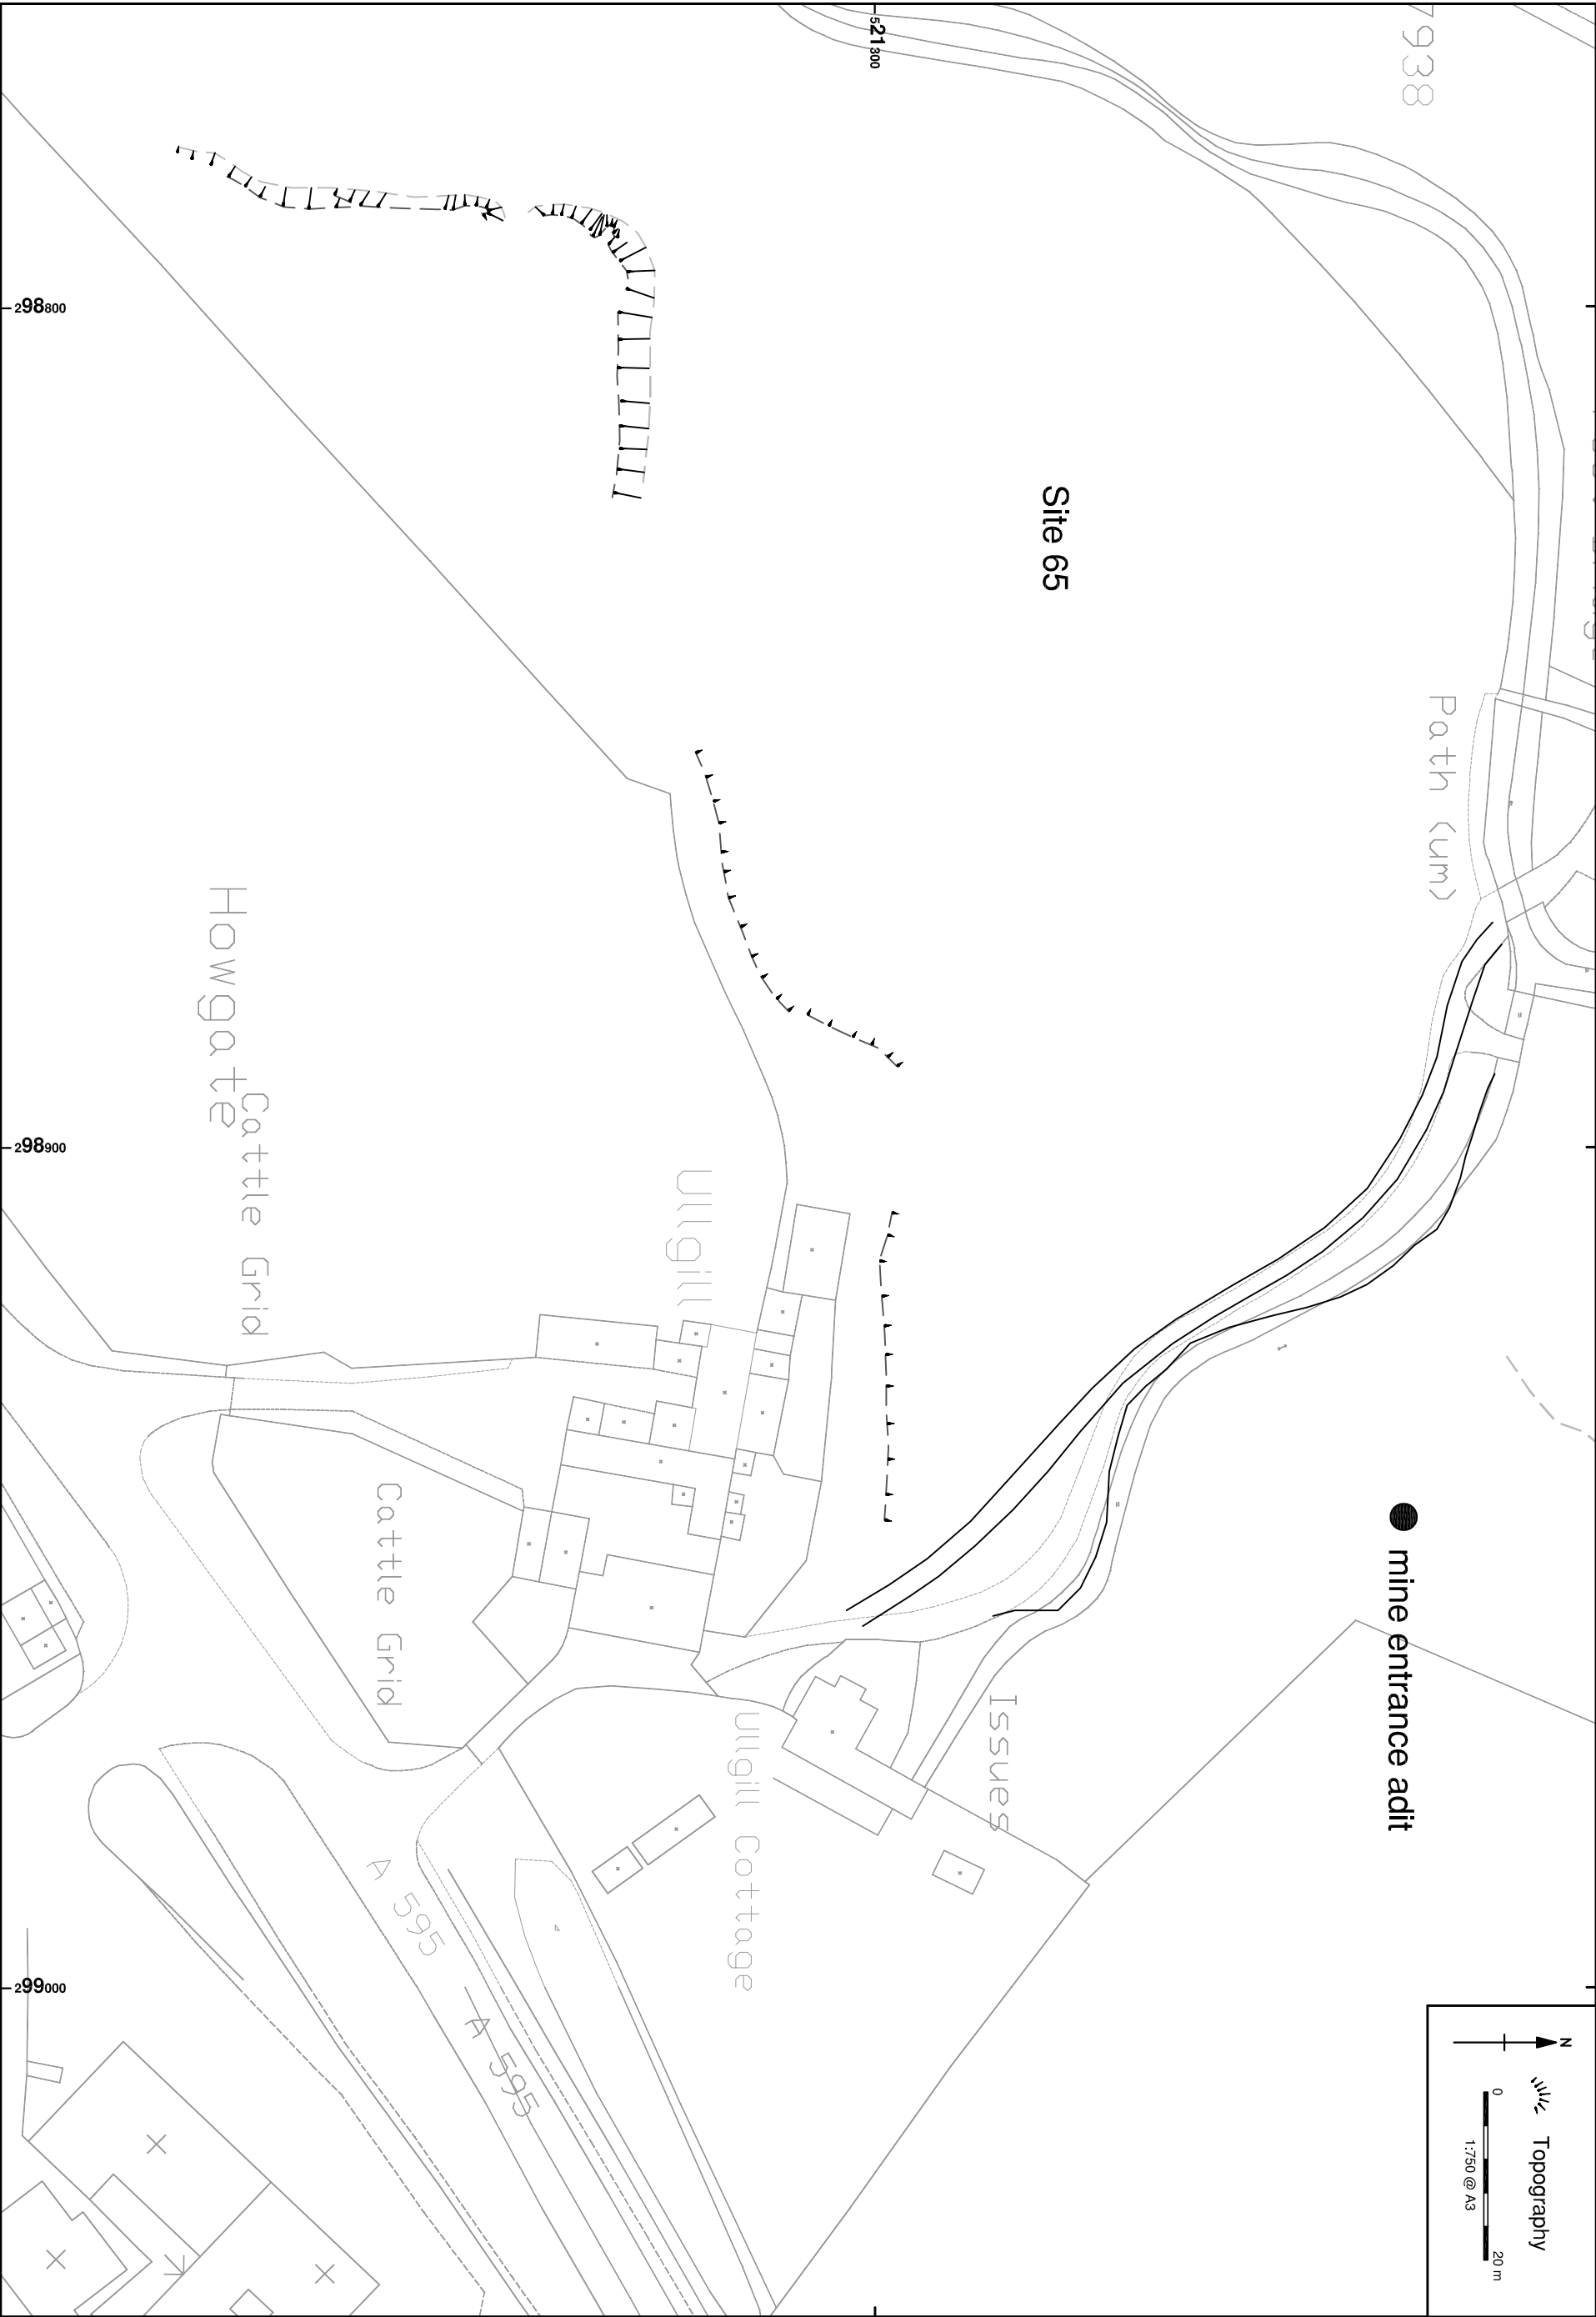 7938
521300
298800
Site 65
Path (um)
Howgate
298900
Cattle Grid
Ullgill
Cattle Grid
mine entrance adit
Issues
Ullgill Cottage
A 595
A 595
299000
N
Topography
0
20 m
1:750 @ A3